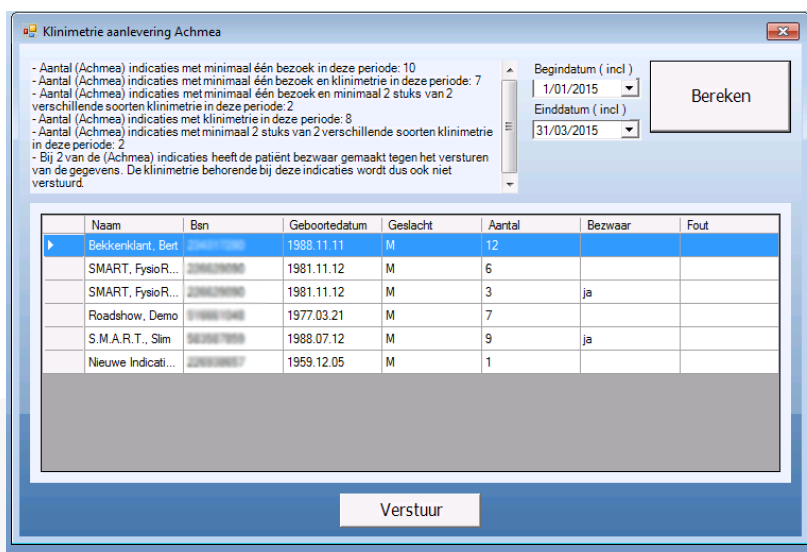 Klinimetrie aanlevering Achmea
- Aantal (Achmea) indicaties met minimaal één bezoek in deze periode: 10
- Aantal (Achmea) indicaties met minimaal één bezoek en klinimetrie in deze periode: 7
- Aantal (Achmea) indicaties met minimaal één bezoek en minimaal 2 stuks van 2
verschillende soorten klinimetrie in deze periode:2
- Aantal (Achmea) indicaties met klinimetrie in deze periode: 8
- Aantal (Achmea) indicaties met minimaal 2 stuks van 2 verschillende soorten klinimetrie
in deze periode: 2
- Bij 2 van de (Achmea) indicaties heeft de patiënt bezwaar gemaakt tegen het versturen
van de gegevens. De klinimetrie behorende bij deze indicaties wordt dus ook niet
verstuurd.
Begindatum ( incl )
1/01/2015
Einddatum ( incl )
31/03/2015
Bereken
Naam Bsn Geboortedatum Geslacht Aantal Bezwaar Fout
Bekkenklant, Bert 1988.11.11 M 12
SMART, FysioR... 1981.11.12 M 6
SMART, FysioR... 1981.11.12 M 3 ja
Roadshow, Demo 1977.03.21 M 7
S.M.A.R.T., Slim 1988.07.12 M 9 ja
Nieuwe Indicati... 1959.12.05 M 1
Verstuur